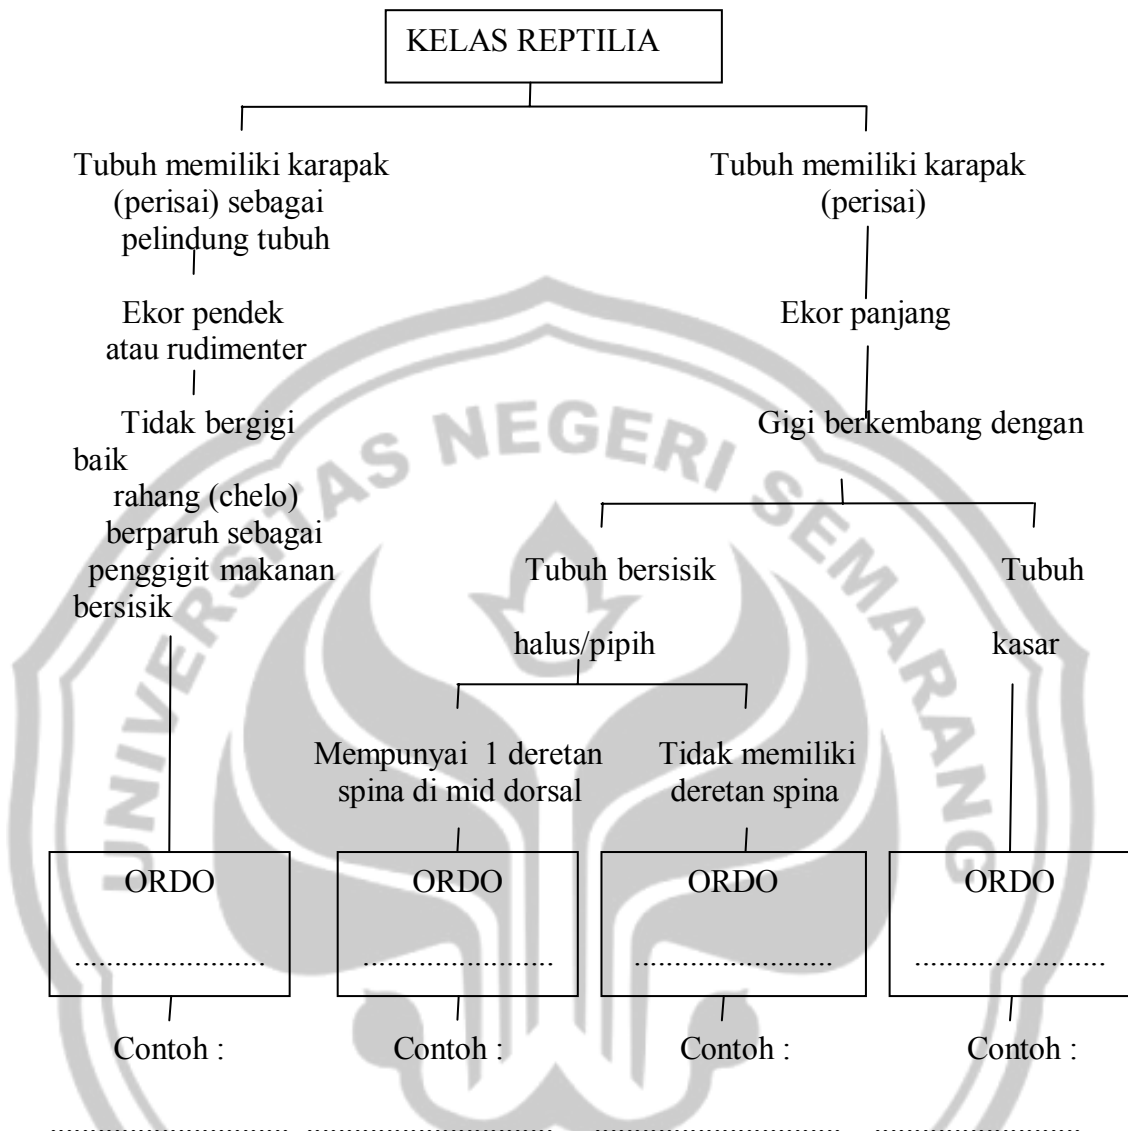 KELAS REPTILIA
Tubuh memiliki karapak Tubuh memiliki karapak
(perisai) sebagai (perisai)
pelindung tubuh
Ekor pendek Ekor panjang
atau rudimenter
Tidak bergigi Gigi berkembang dengan
baik
rahang (chelo)
berparuh sebagai
penggigit makanan Tubuh bersisik Tubuh
bersisik
halus/pipih kasar
Mempunyai 1 deretan Tidak memiliki
spina di mid dorsal deretan spina
ORDO ORDO ORDO ORDO
........................ ........................ ......................... ........................
Contoh : Contoh : Contoh : Contoh :
.............................. ............................... ............................... ..........................
UNIVERSITAS NEGERI SEMARANG